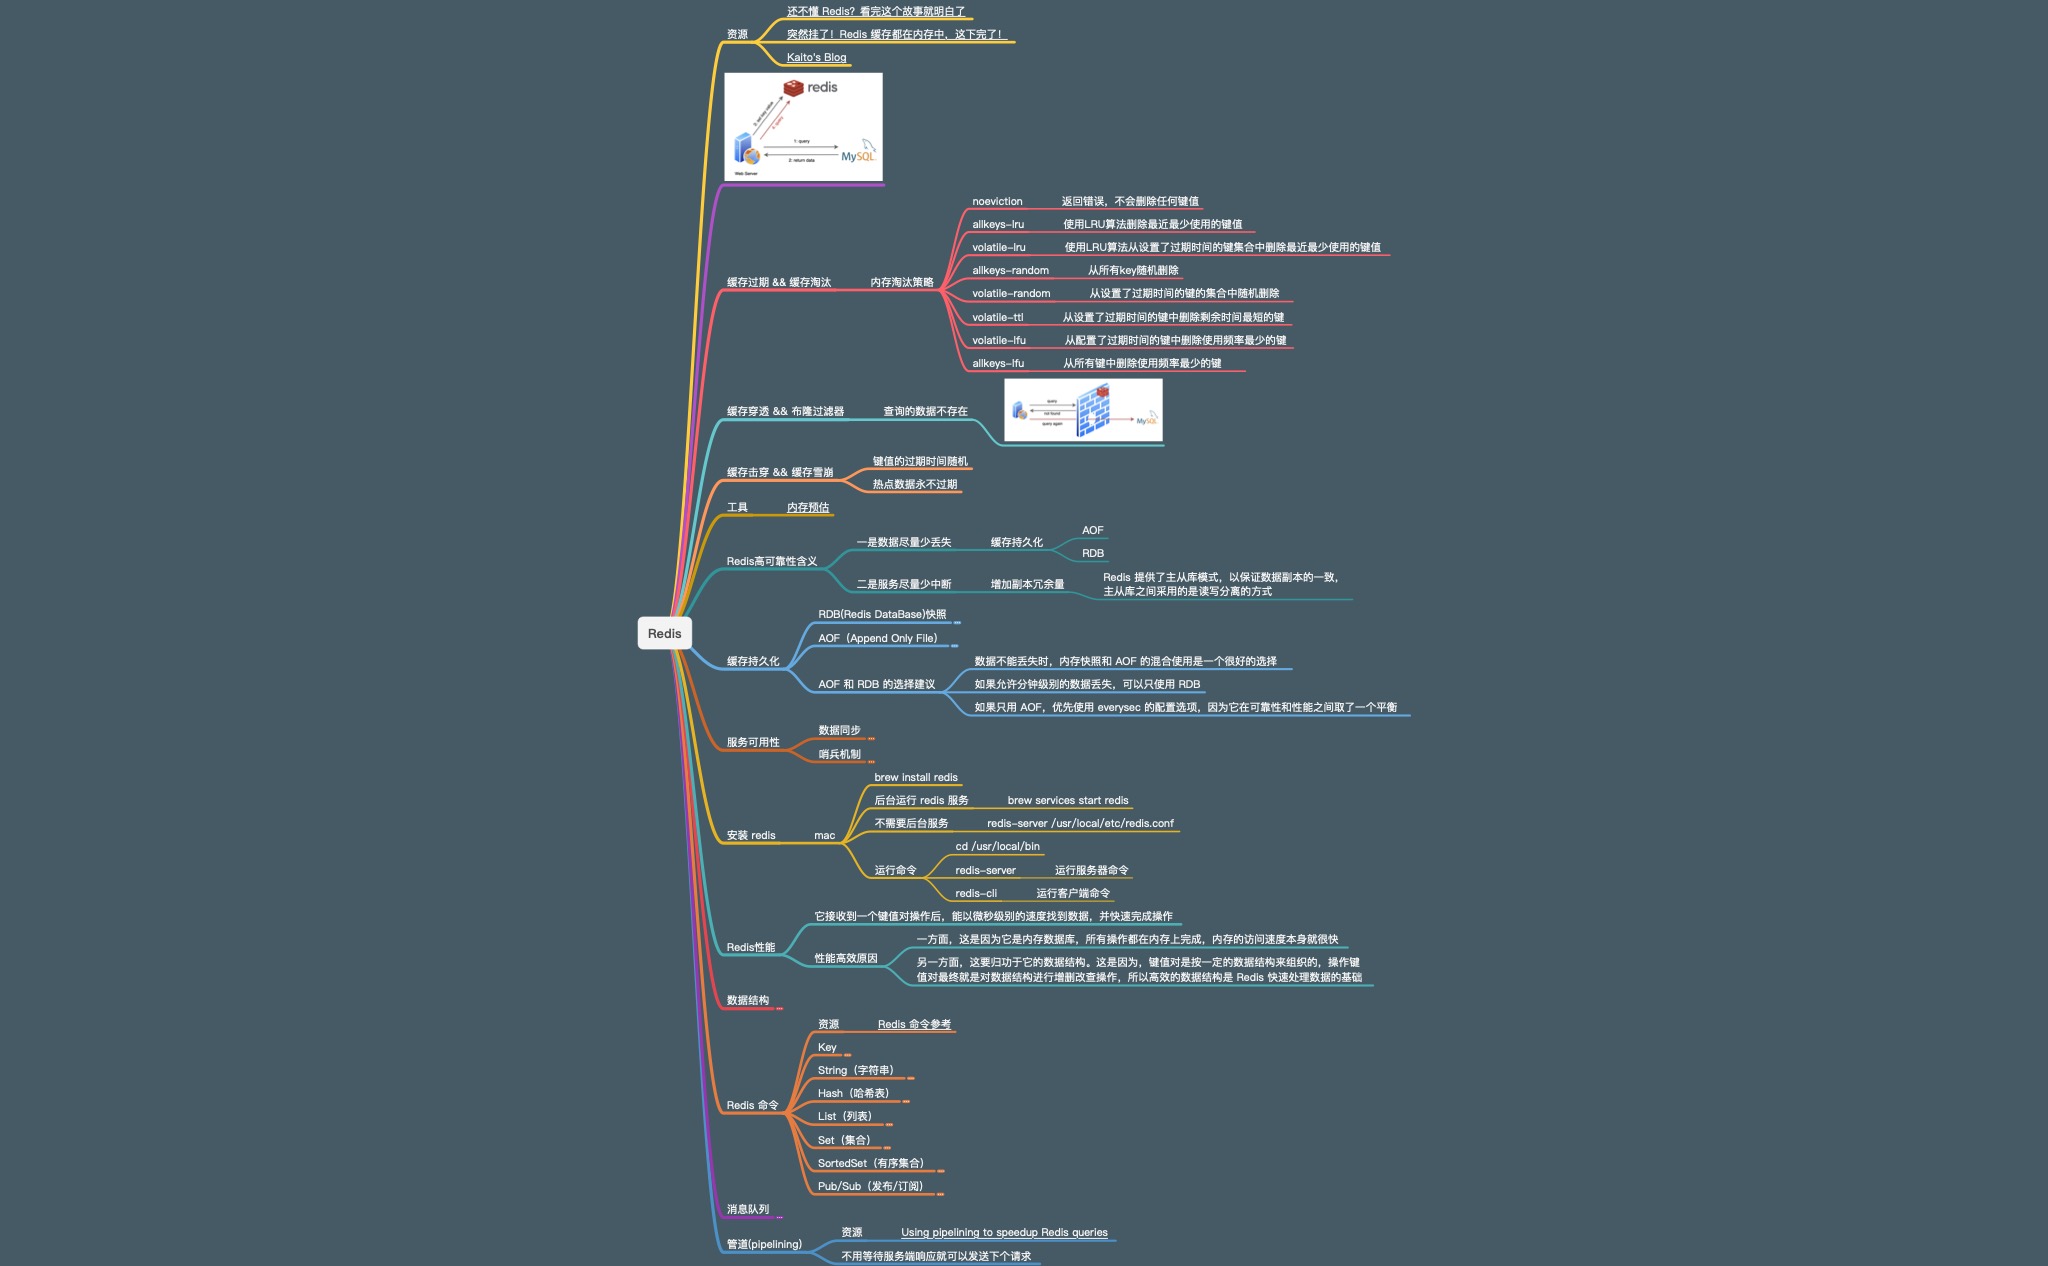 还不懂 Redis？看完这个故事就明白了
资源
突然挂了！Redis 缓存都在内存中，这下完了！
Kaito's Blog
redis
3: set key-value
4: query
1: query
2: return data
MySQL
Web Server
缓存过期 && 缓存淘汰
内存淘汰策略
noeviction 返回错误，不会删除任何键值
allkeys-lru 使用LRU算法删除最近最少使用的键值
volatile-lru 使用LRU算法从设置了过期时间的键集合中删除最近最少使用的键值
allkeys-random 从所有key随机删除
volatile-random 从设置了过期时间的键的集合中随机删除
volatile-ttl 从设置了过期时间的键中删除剩余时间最短的键
volatile-lfu 从配置了过期时间的键中删除使用频率最少的键
allkeys-lfu 从所有键中删除使用频率最少的键
缓存穿透 && 布隆过滤器
查询的数据不存在
query
not found
query again
MySQL
缓存击穿 && 缓存雪崩
键值的过期时间随机
热点数据永不过期
工具
内存预估
Redis高可靠性含义
一是数据尽量少丢失
缓存持久化
AOF
RDB
二是服务尽量少中断
增加副本冗余量
Redis 提供了主从库模式，以保证数据副本的一致，
主从库之间采用的是读写分离的方式
Redis
缓存持久化
RDB(Redis DataBase)快照
AOF（Append Only File）
AOF 和 RDB 的选择建议
数据不能丢失时，内存快照和 AOF 的混合使用是一个很好的选择
如果允许分钟级别的数据丢失，可以只使用 RDB
如果只用 AOF，优先使用 everysec 的配置选项，因为它在可靠性和性能之间取了一个平衡
服务可用性
数据同步
哨兵机制
安装 redis
mac
brew install redis
后台运行 redis 服务 brew services start redis
不需要后台服务 redis-server /usr/local/etc/redis.conf
运行命令
cd /usr/local/bin
redis-server 运行服务器命令
redis-cli 运行客户端命令
Redis性能
它接收到一个键值对操作后，能以微秒级别的速度找到数据，并快速完成操作
性能高效原因
一方面，这是因为它是内存数据库，所有操作都在内存上完成，内存的访问速度本身就很快
另一方面，这要归功于它的数据结构。这是因为，键值对是按一定的数据结构来组织的，操作键
值对最终就是对数据结构进行增删改查操作，所以高效的数据结构是 Redis 快速处理数据的基础
数据结构
Redis 命令
资源 Redis 命令参考
Key
String（字符串）
Hash（哈希表）
List（列表）
Set（集合）
SortedSet（有序集合）
Pub/Sub（发布/订阅）
消息队列
管道(pipelining)
资源 Using pipelining to speedup Redis queries
不用等待服务端响应就可以发送下个请求